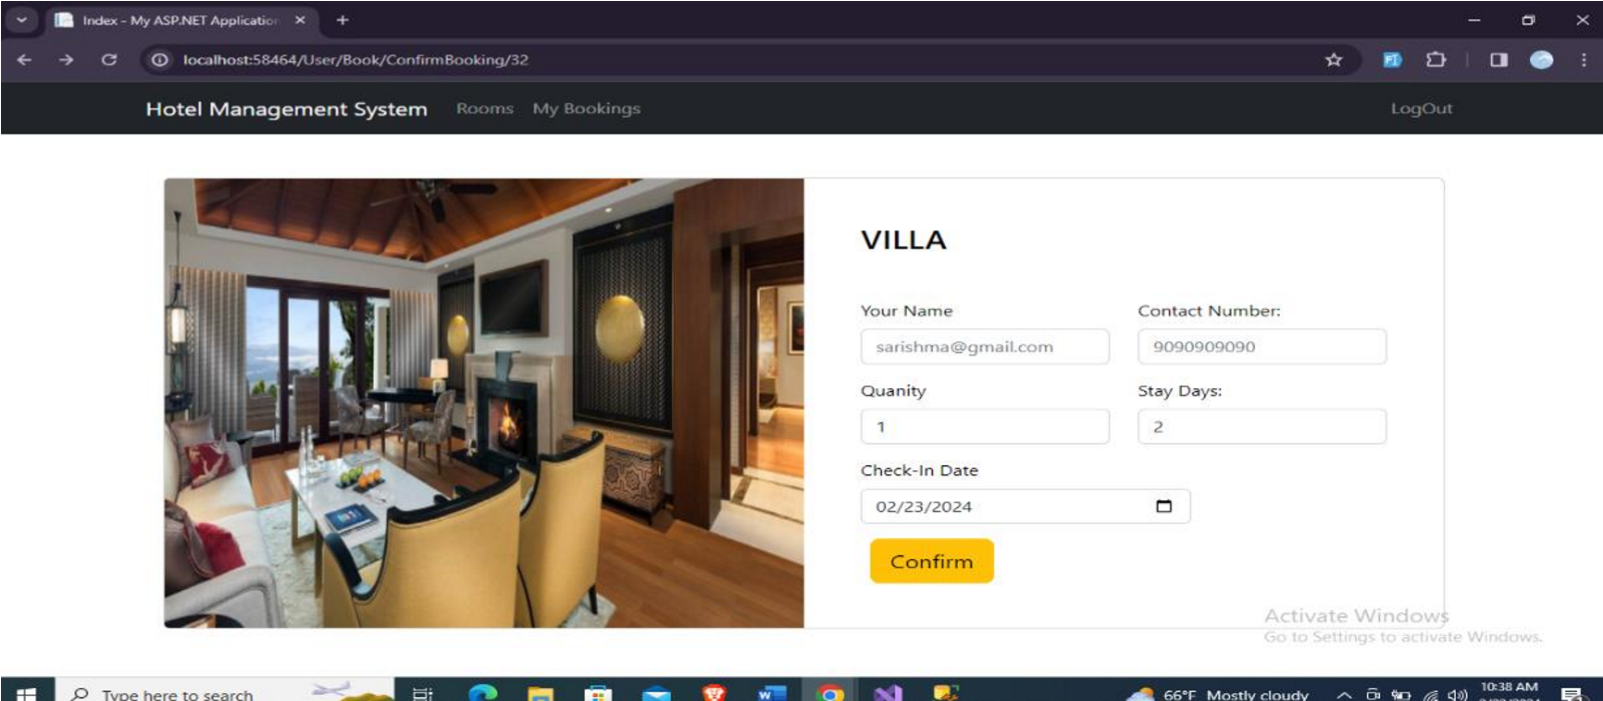 Index - My ASP.NET Application
localhost:58464/User/Book/ConfirmBooking/32
Hotel Management System Rooms My Bookings LogOut
VILLA
Your Name Contact Number:
sarishma@gmail.com 9090909090
Quanity Stay Days:
1 2
Check-In Date
02/23/2024
Confirm
Activate Windows
Go to Settings to activate Windows.
Type here to search 66°F Mostly cloudy 10:38 AM